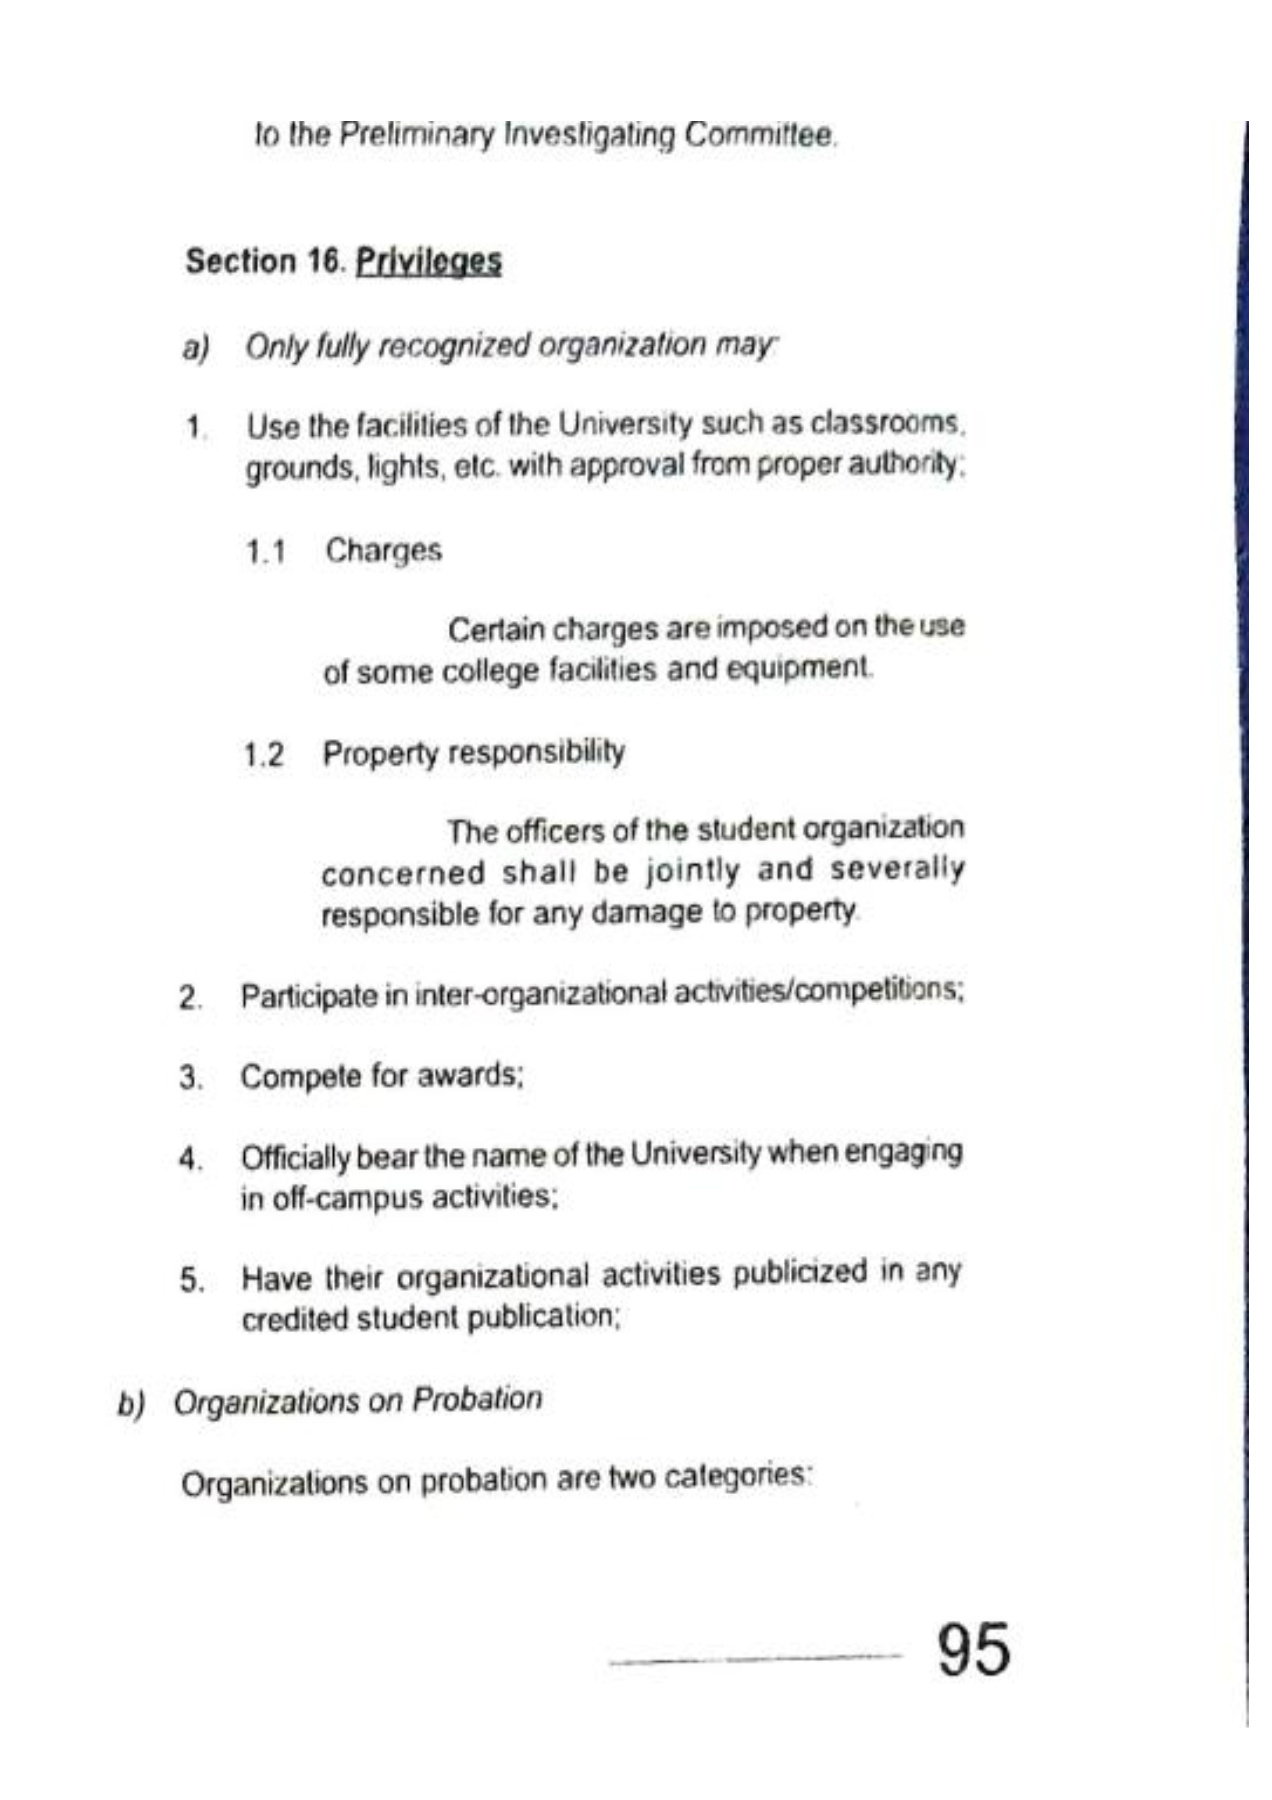 to the Preliminary Investigating Committee.
Section 16. Privileges
a) Only fully recognized organization may:
1. Use the facilities of the University such as classrooms,
grounds, lights, etc. with approval from proper authority;
1.1 Charges
Certain charges are imposed on the use
of some college facilities and equipment.
1.2 Property responsibility
The officers of the student organization
concerned shall be jointly and severally
responsible for any damage to property.
2. Participate in inter-organizational activities/competitions;
3. Compete for awards;
4. Officially bear the name of the University when engaging
in off-campus activities;
5. Have their organizational activities publicized in any
credited student publication;
b) Organizations on Probation
Organizations on probation are two categories:
95